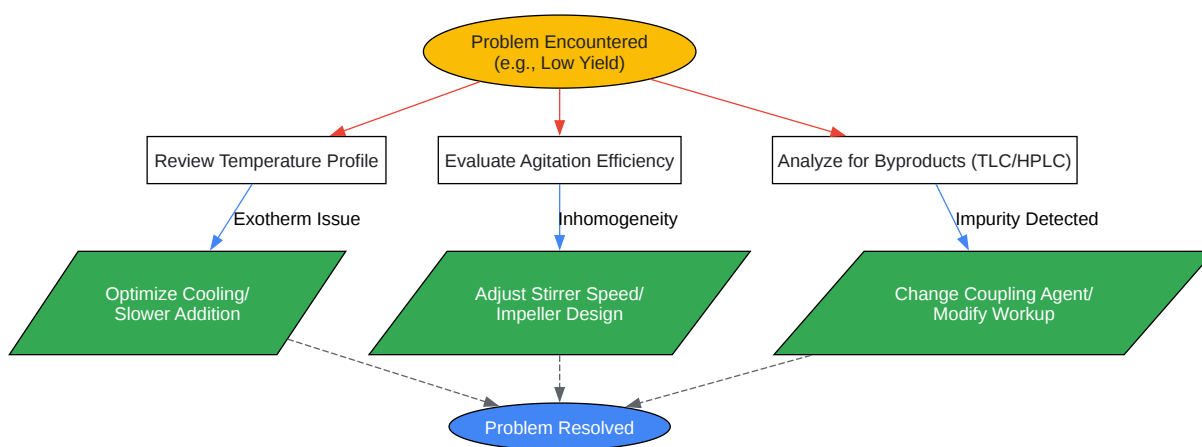 Problem Encountered
(e.g., Low Yield)
Review Temperature Profile
Evaluate Agitation Efficiency
Analyze for Byproducts (TLC/HPLC)
Exotherm Issue
Inhomogeneity
Impurity Detected
Optimize Cooling/
Slower Addition
Adjust Stirrer Speed/
Impeller Design
Change Coupling Agent/
Modify Workup
Problem Resolved